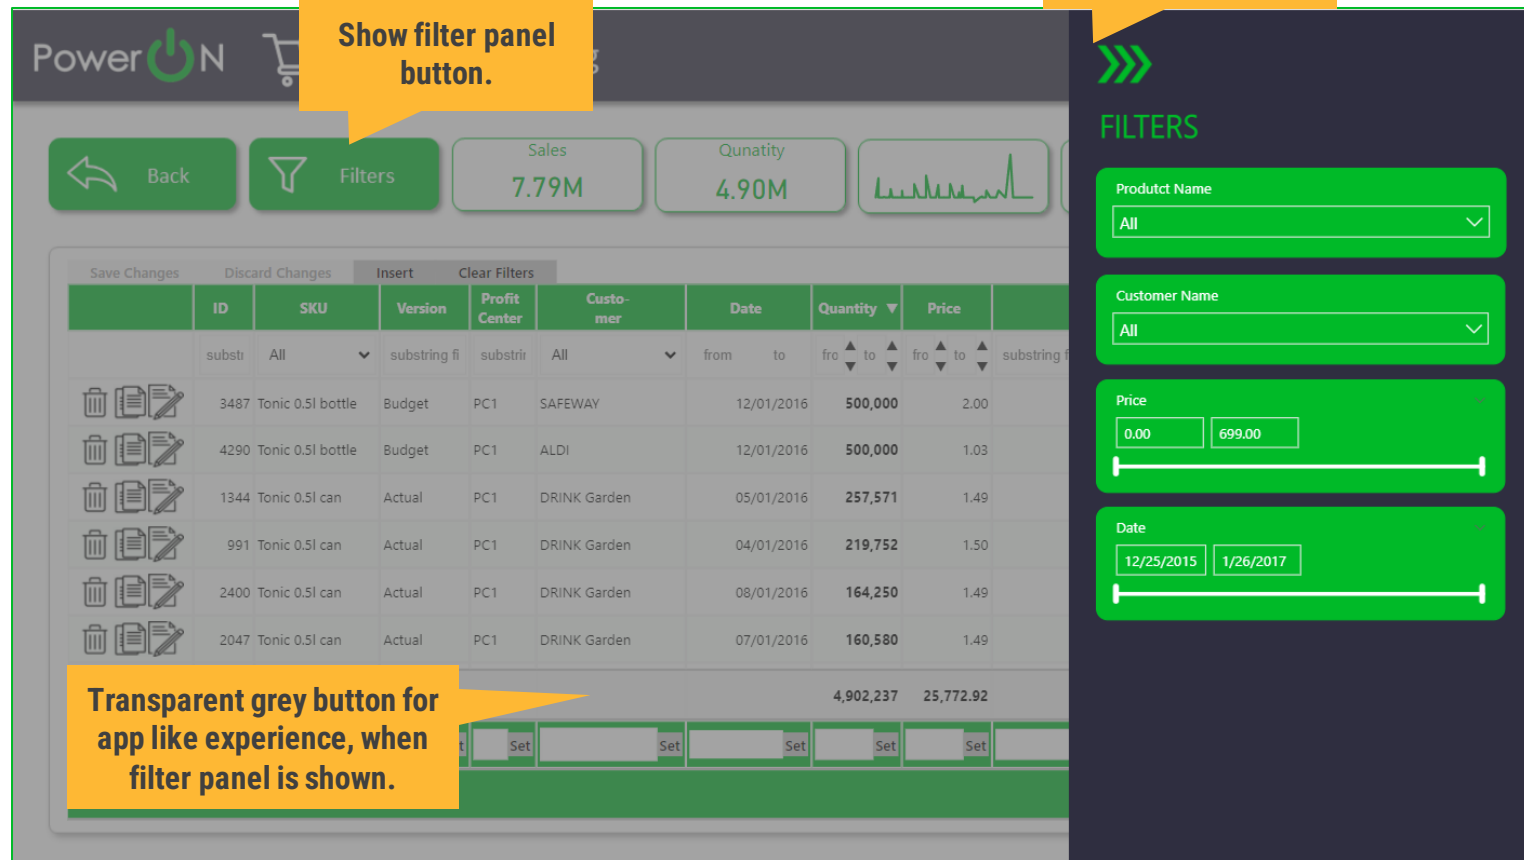 Show filter panel
button.
Power N
FILTERS
Back
Filters
Sales
7.79M
Qunatity
4.90M
Produtct Name
All
Customer Name
All
Price
0.00 699.00
Date
12/25/2015 1/26/2017
Save Changes Discard Changes Insert Clear Filters
ID SKU Version Profit Center Custo-mer Date Quantity ▼ Price
All All from to to to
3487 Tonic 0.5l bottle Budget PC1 SAFEWAY 12/01/2016 500,000 2.00
4290 Tonic 0.5l bottle Budget PC1 ALDI 12/01/2016 500,000 1.03
1344 Tonic 0.5l can Actual PC1 DRINK Garden 05/01/2016 257,571 1.49
991 Tonic 0.5l can Actual PC1 DRINK Garden 04/01/2016 219,752 1.50
2400 Tonic 0.5l can Actual PC1 DRINK Garden 08/01/2016 164,250 1.49
2047 Tonic 0.5l can Actual PC1 DRINK Garden 07/01/2016 160,580 1.49
4,902,237 25,772.92
Set Set Set Set Set
Transparent grey button for
app like experience, when
filter panel is shown.